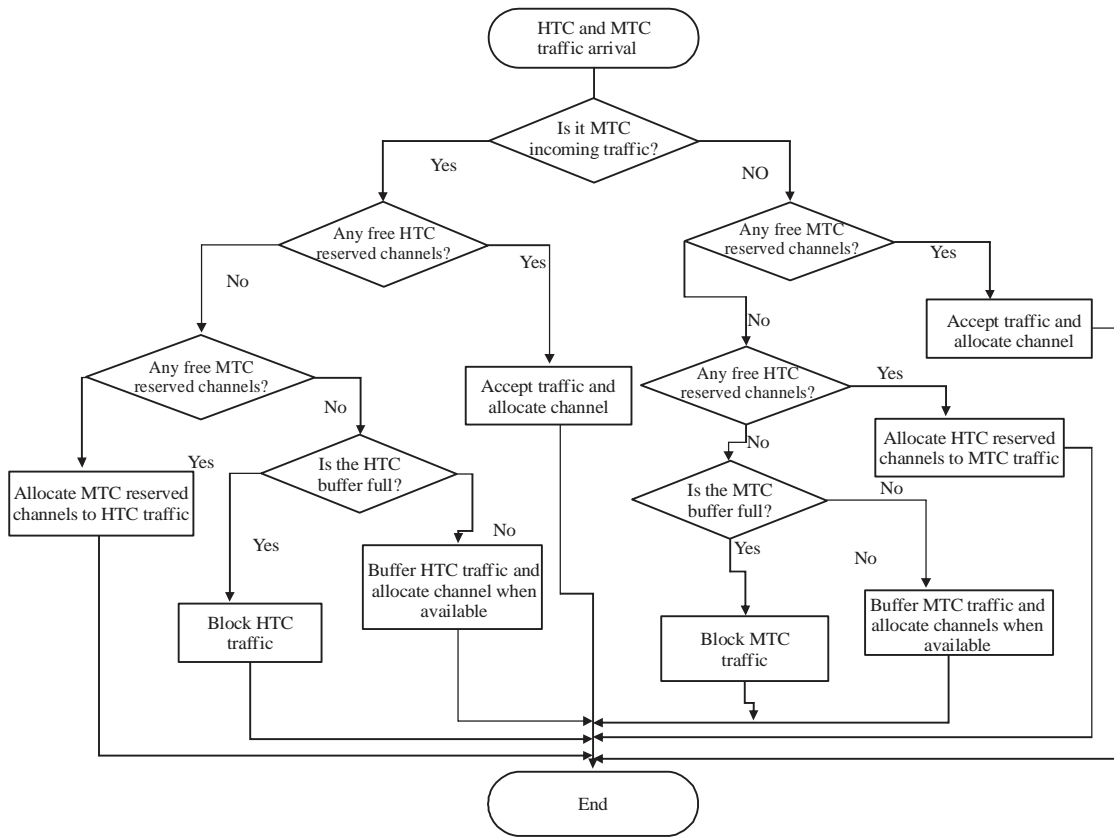 HTC and MTC
traffic arrival
Is it MTC
incoming traffic?
Yes
NO
Any free HTC
reserved channels?
Any free MTC
reserved channels?
No
Yes
Yes
No
Accept traffic and
allocate channel
Any free MTC
reserved channels?
Accept traffic and
allocate channel
Any free HTC
reserved channels?
Yes
No
No
Allocate HTC reserved
channels to MTC traffic
Yes
Is the HTC
buffer full?
Allocate MTC reserved
channels to HTC traffic
Is the MTC
buffer full?
No
Yes
No
Yes
No
Buffer HTC traffic and
allocate channel when
available
Buffer MTC traffic and
allocate channels when
available
Block HTC
traffic
Block MTC
traffic
End